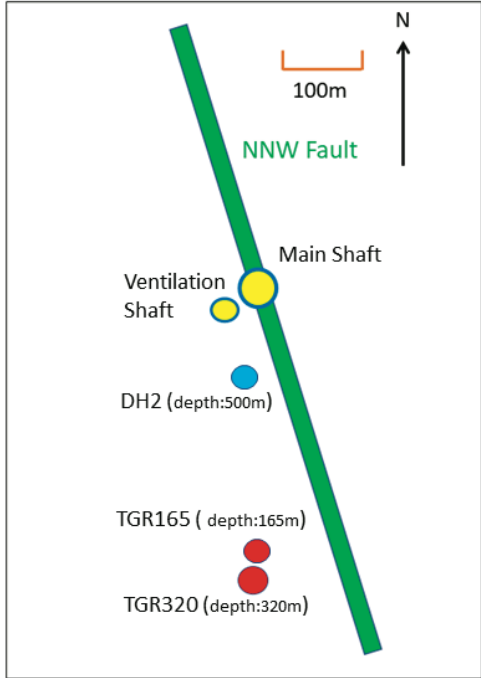 N
100m
NNW Fault
Main Shaft
Ventilation
Shaft
DH2 (depth:500m)
TGR165 ( depth:165m)
TGR320 (depth:320m)